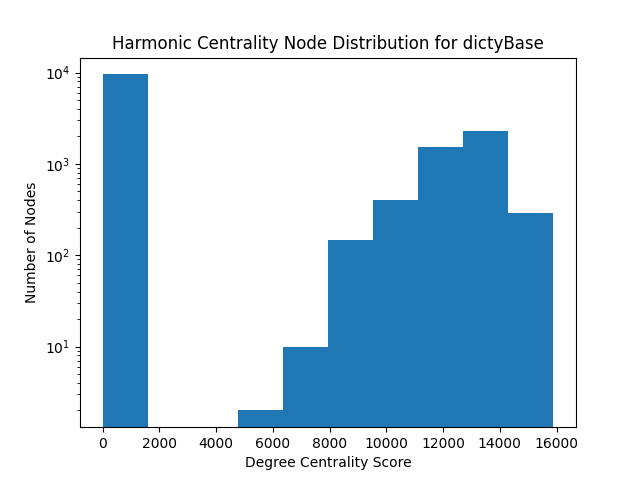 Harmonic Centrality Node Distribution for dictyBase
Number of Nodes
10^4
10^3
10^2
10^1
0 2000 4000 6000 8000 10000 12000 14000 16000
Degree Centrality Score